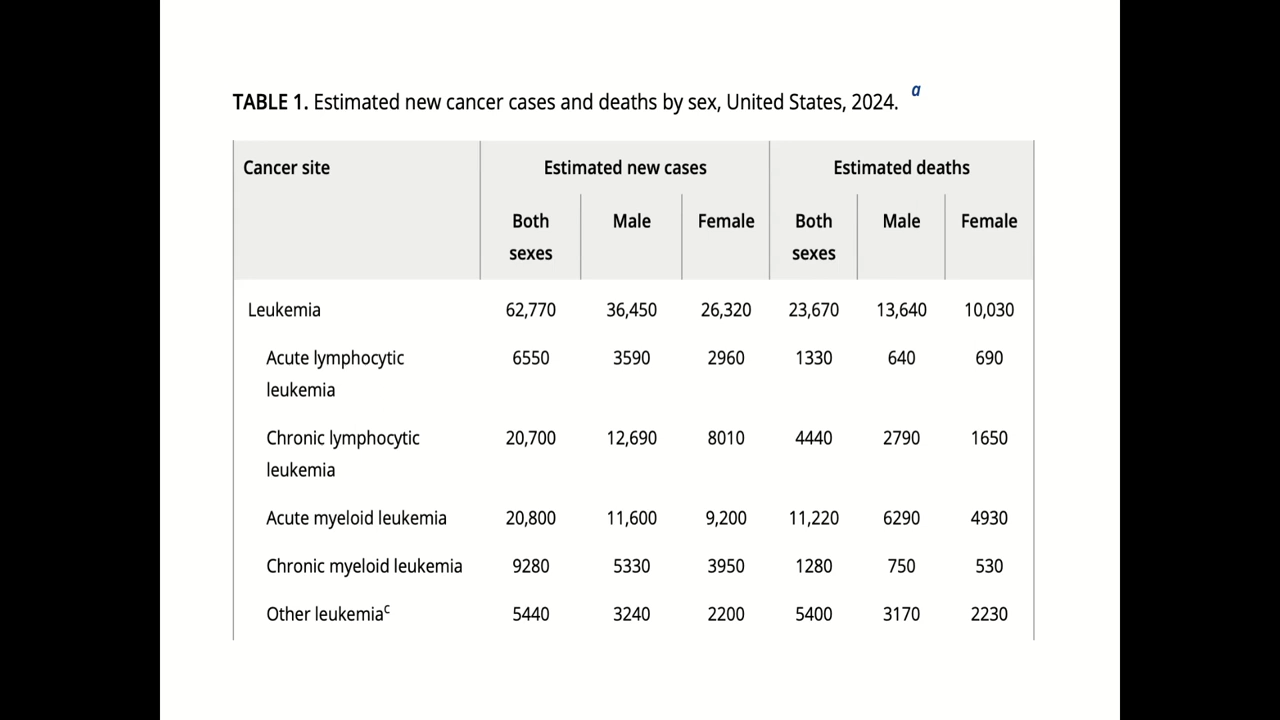 TABLE 1. Estimated new cancer cases and deaths by sex, United States, 2024. a
Cancer site Estimated new cases Estimated deaths
Both sexes Male Female Both sexes Male Female
Leukemia 62,770 36,450 26,320 23,670 13,640 10,030
Acute lymphocytic leukemia 6550 3590 2960 1330 640 690
Chronic lymphocytic leukemia 20,700 12,690 8010 4440 2790 1650
Acute myeloid leukemia 20,800 11,600 9,200 11,220 6290 4930
Chronic myeloid leukemia 9280 5330 3950 1280 750 530
Other leukemiac 5440 3240 2200 5400 3170 2230